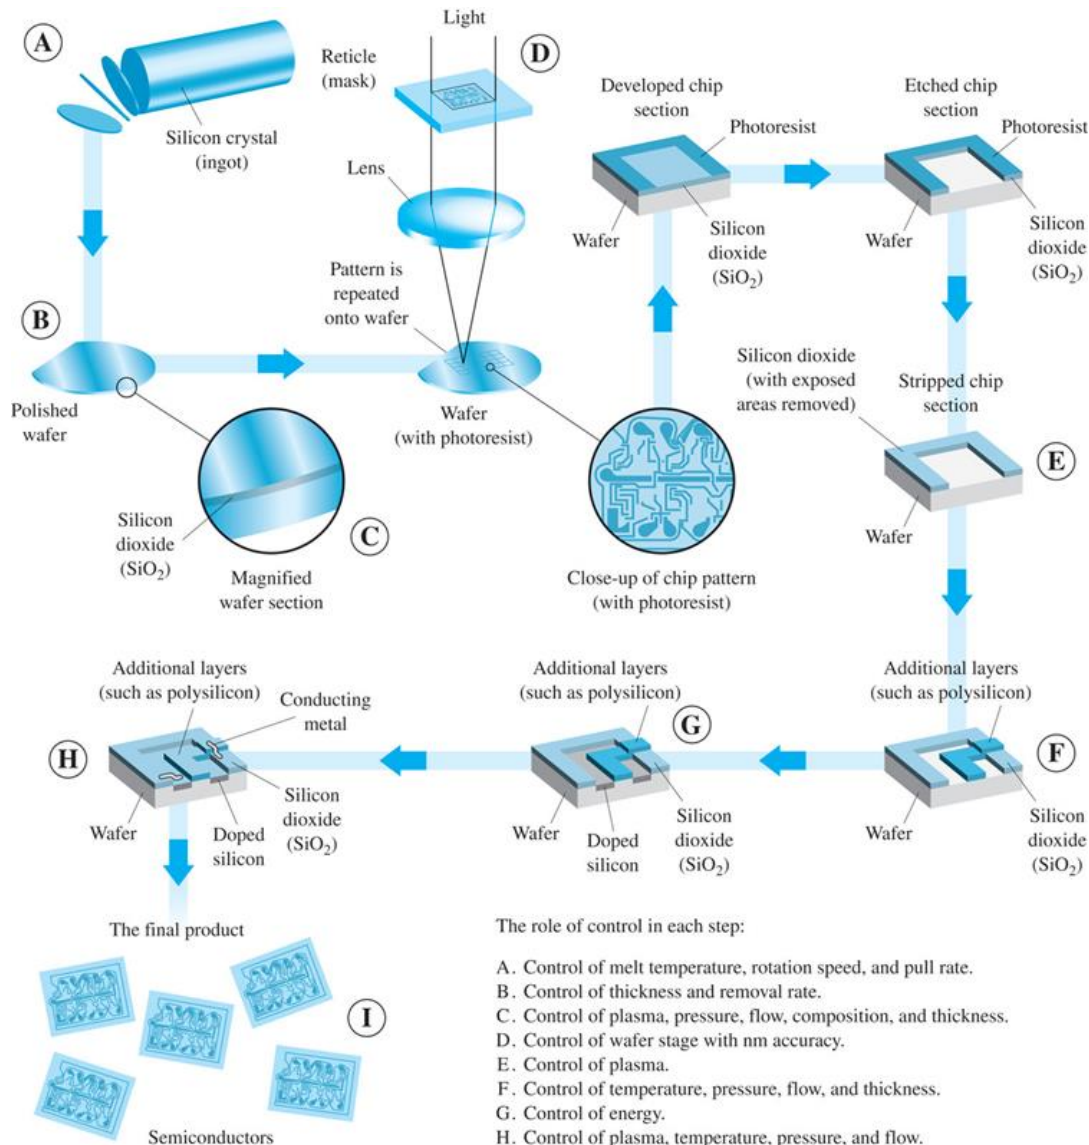 A
Silicon crystal
(ingot)
Light
Reticle
(mask)
D
Lens
Pattern is
repeated
onto wafer
Developed chip
section
Photoresist
Wafer
Silicon
dioxide
(SiO₂)
Etched chip
section
Photoresist
Wafer
Silicon
dioxide
(SiO₂)
B
Polished
wafer
Wafer
(with photoresist)
Silicon
dioxide
(SiO₂)
C
Magnified
wafer section
Close-up of chip pattern
(with photoresist)
Silicon dioxide
(with exposed
areas removed)
Stripped chip
section
E
Wafer
Additional layers
(such as polysilicon)
Conducting
metal
H
Wafer
Doped
silicon
Silicon
dioxide
(SiO₂)
Additional layers
(such as polysilicon)
G
Wafer
Doped
silicon
Silicon
dioxide
(SiO₂)
Additional layers
(such as polysilicon)
F
Wafer
Silicon
dioxide
(SiO₂)
The final product
I
Semiconductors
The role of control in each step:
A. Control of melt temperature, rotation speed, and pull rate.
B. Control of thickness and removal rate.
C. Control of plasma, pressure, flow, composition, and thickness.
D. Control of wafer stage with nm accuracy.
E. Control of plasma.
F. Control of temperature, pressure, flow, and thickness.
G. Control of energy.
H. Control of plasma, temperature, pressure, and flow.